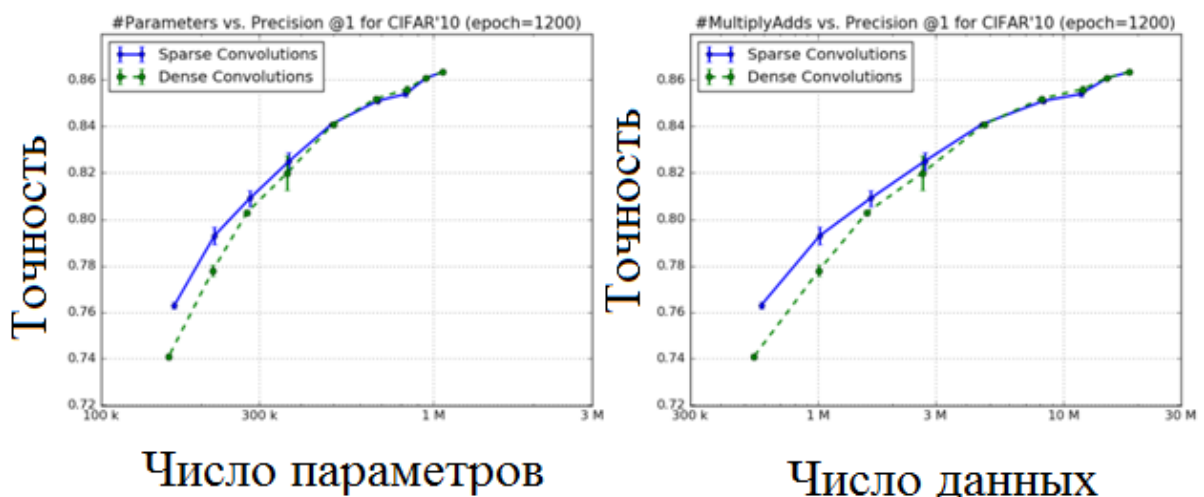 #Parameters vs. Precision @1 for CIFAR'10 (epoch=1200)
Sparse Convolutions
Dense Convolutions
0.86
0.84
0.82
0.80
0.78
0.76
0.74
0.72
100 k
300 k
1 M
3 M
Точность
Число параметров
#MultiplyAdds vs. Precision @1 for CIFAR'10 (epoch=1200)
Sparse Convolutions
Dense Convolutions
0.86
0.84
0.82
0.80
0.78
0.76
0.74
0.72
300 k
1 M
3 M
10 M
30 M
Точность
Число данных